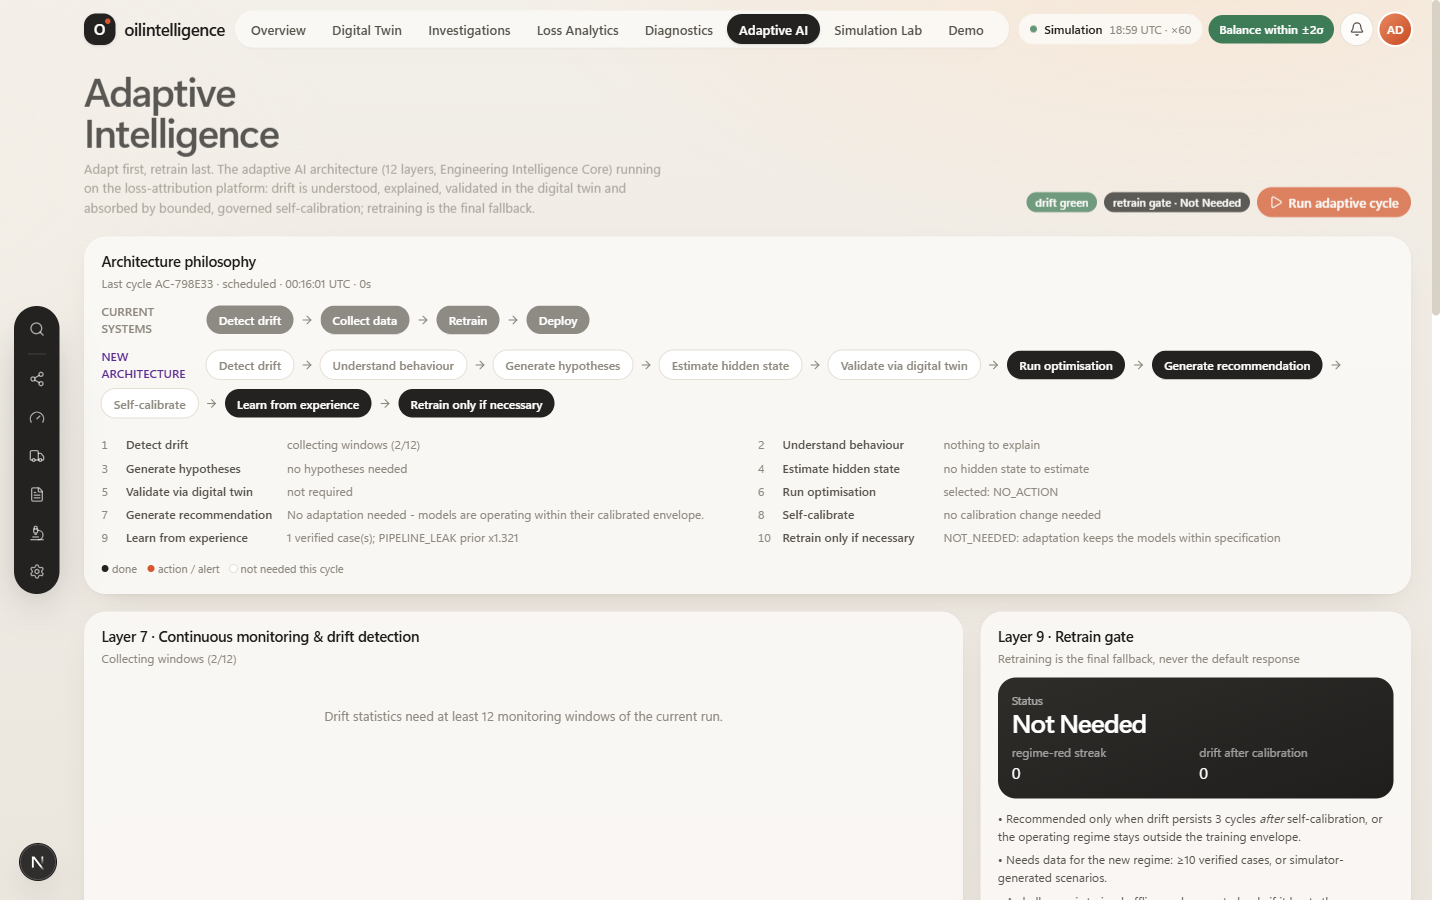 oilintelligence
Overview
Digital Twin
Investigations
Loss Analytics
Diagnostics
Adaptive AI
Simulation Lab
Demo
Simulation 18:59 UTC · ×60
Balance within ±2σ
AD
Adaptive
Intelligence
Adapt first, retrain last. The adaptive AI architecture (12 layers, Engineering Intelligence Core) running
on the loss-attribution platform: drift is understood, explained, validated in the digital twin and
absorbed by bounded, governed self-calibration; retraining is the final fallback.
drift green
retrain gate · Not Needed
Run adaptive cycle
Architecture philosophy
Last cycle AC-798E33 · scheduled · 00:16:01 UTC · 0s
CURRENT
SYSTEMS
Detect drift → Collect data → Retrain → Deploy
NEW
ARCHITECTURE
Detect drift → Understand behaviour → Generate hypotheses → Estimate hidden state → Validate via digital twin → Run optimisation → Generate recommendation →
Self-calibrate → Learn from experience → Retrain only if necessary
1 Detect drift collecting windows (2/12)
2 Understand behaviour nothing to explain
3 Generate hypotheses no hypotheses needed
4 Estimate hidden state no hidden state to estimate
5 Validate via digital twin not required
6 Run optimisation selected: NO_ACTION
7 Generate recommendation No adaptation needed - models are operating within their calibrated envelope.
8 Self-calibrate no calibration change needed
9 Learn from experience 1 verified case(s); PIPELINE_LEAK prior x1.321
10 Retrain only if necessary NOT_NEEDED: adaptation keeps the models within specification
done action / alert not needed this cycle
Layer 7 · Continuous monitoring & drift detection
Collecting windows (2/12)
Drift statistics need at least 12 monitoring windows of the current run.
Layer 9 · Retrain gate
Retraining is the final fallback, never the default response
Status
Not Needed
regime-red streak
0
drift after calibration
0
• Recommended only when drift persists 3 cycles after self-calibration, or
the operating regime stays outside the training envelope.
• Needs data for the new regime: ≥10 verified cases, or simulator-
generated scenarios.
N